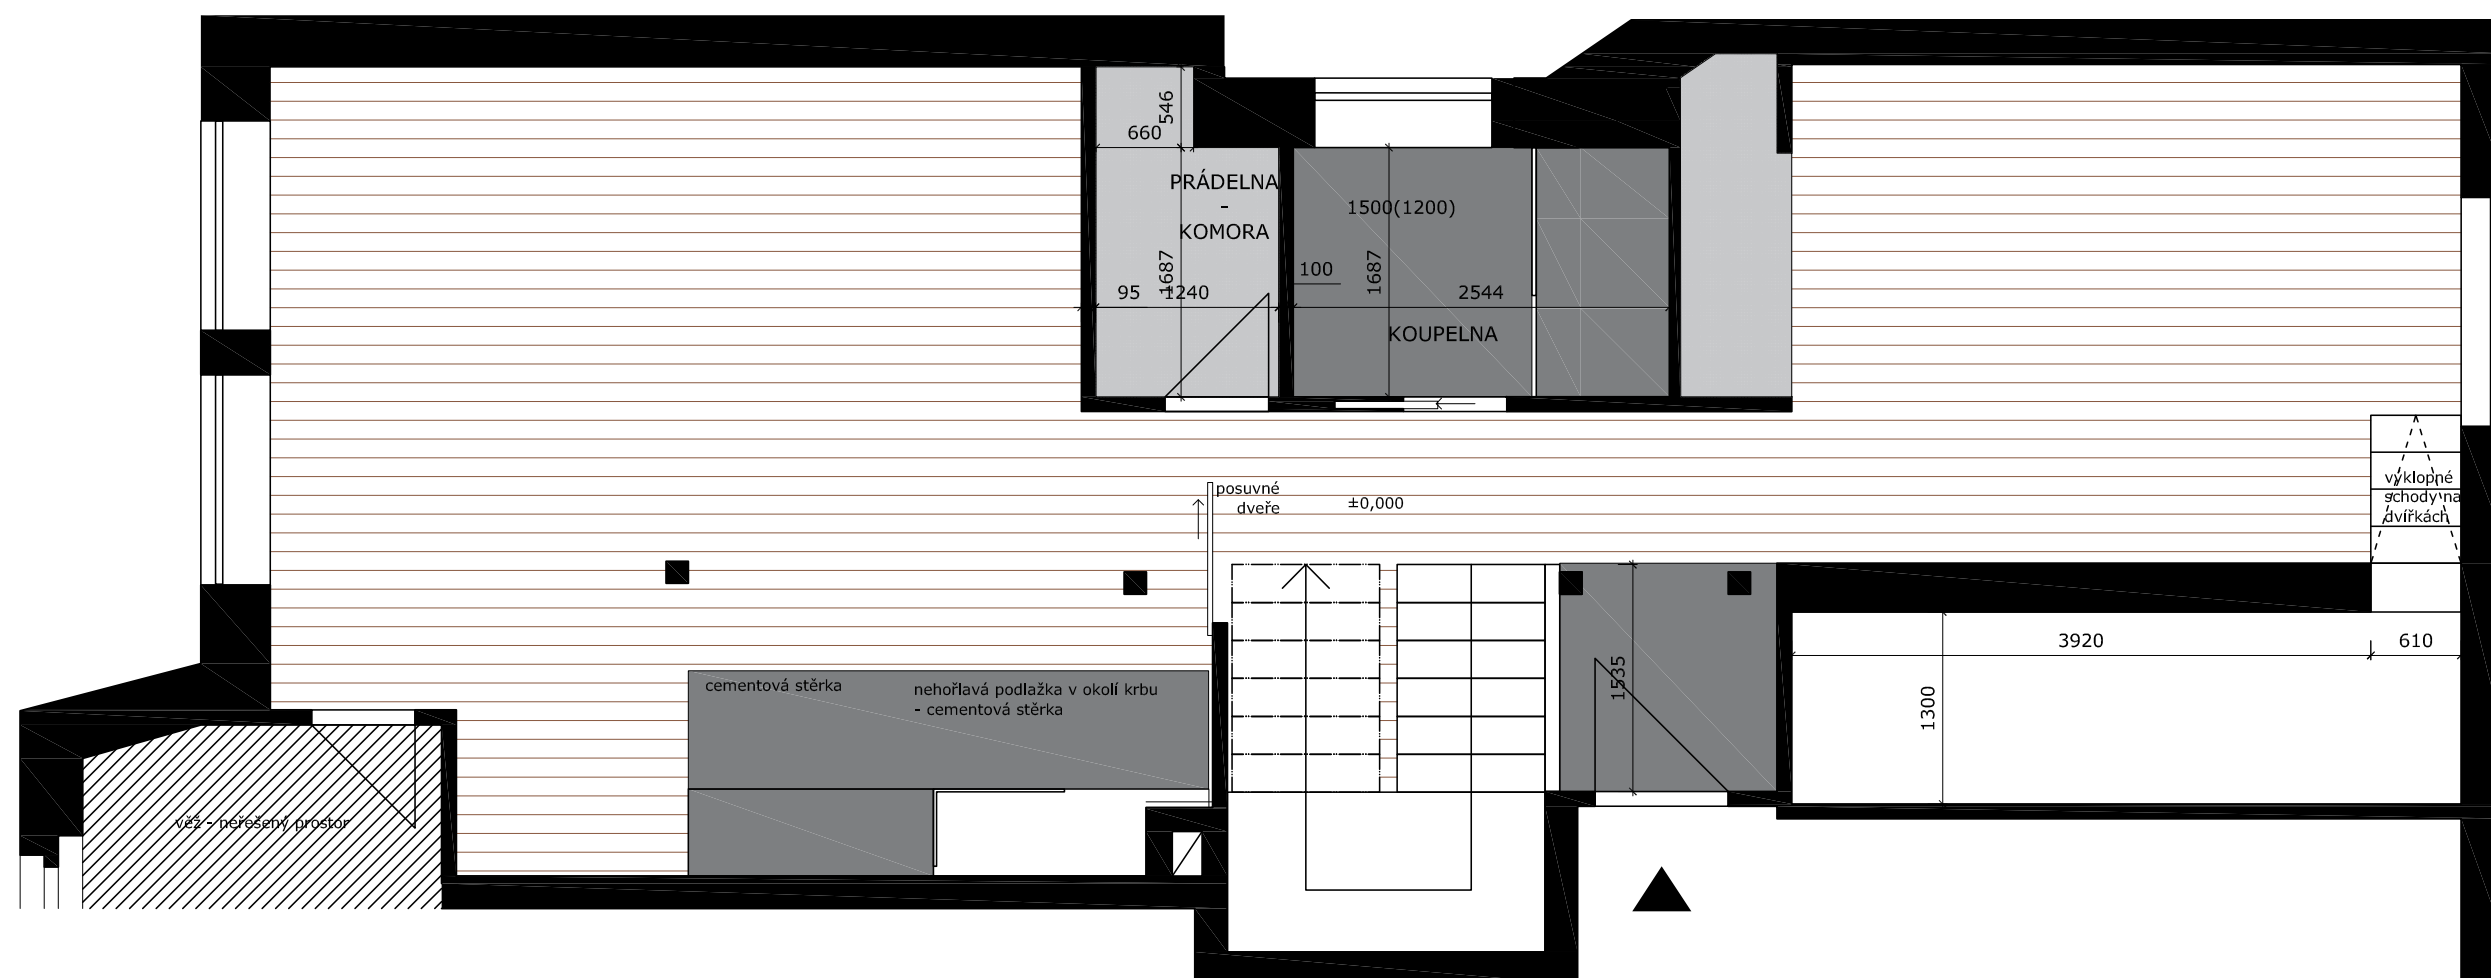 546
660
PRÁDELNA
-
KOMORA
1687
95
1240
1500(1200)
100
1687
2544
KOUPELNA
posuvné
dveře
±0,000
výklopné
schody na
dvířkách
cementová stěrka
nehořlavá podlažka v okolí krbu
- cementová stěrka
1535
3920
610
1300
věž - neřešený prostor